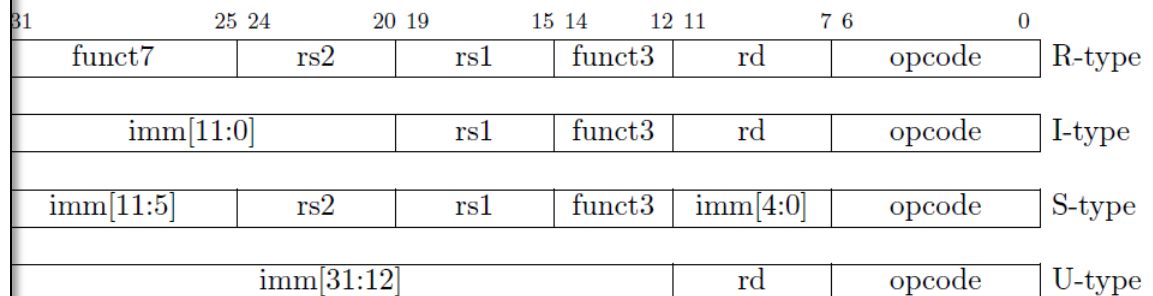 31 25 24 20 19 15 14 12 11 7 6 0
funct7 rs2 rs1 funct3 rd opcode R-type
imm[11:0] rs1 funct3 rd opcode I-type
imm[11:5] rs2 rs1 funct3 imm[4:0] opcode S-type
imm[31:12] rd opcode U-type